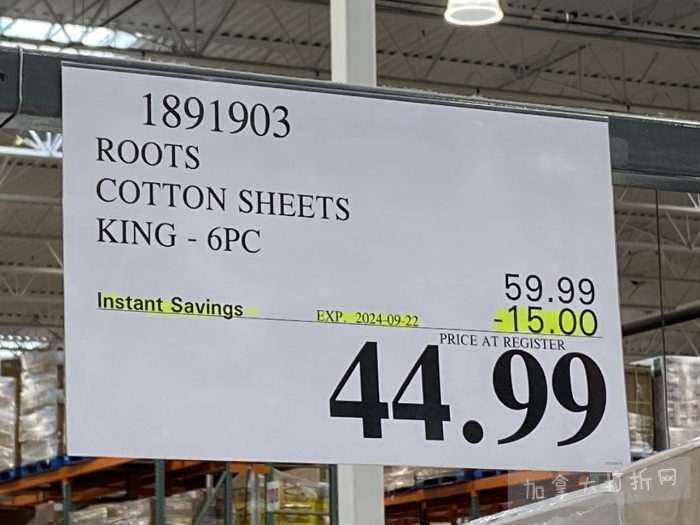 1891903
ROOTS
COTTON SHEETS
KING - 6PC
59.99
Instant Savings EXP. 2024-09-22 -15.00
PRICE AT REGISTER
44.99
加拿大打折网